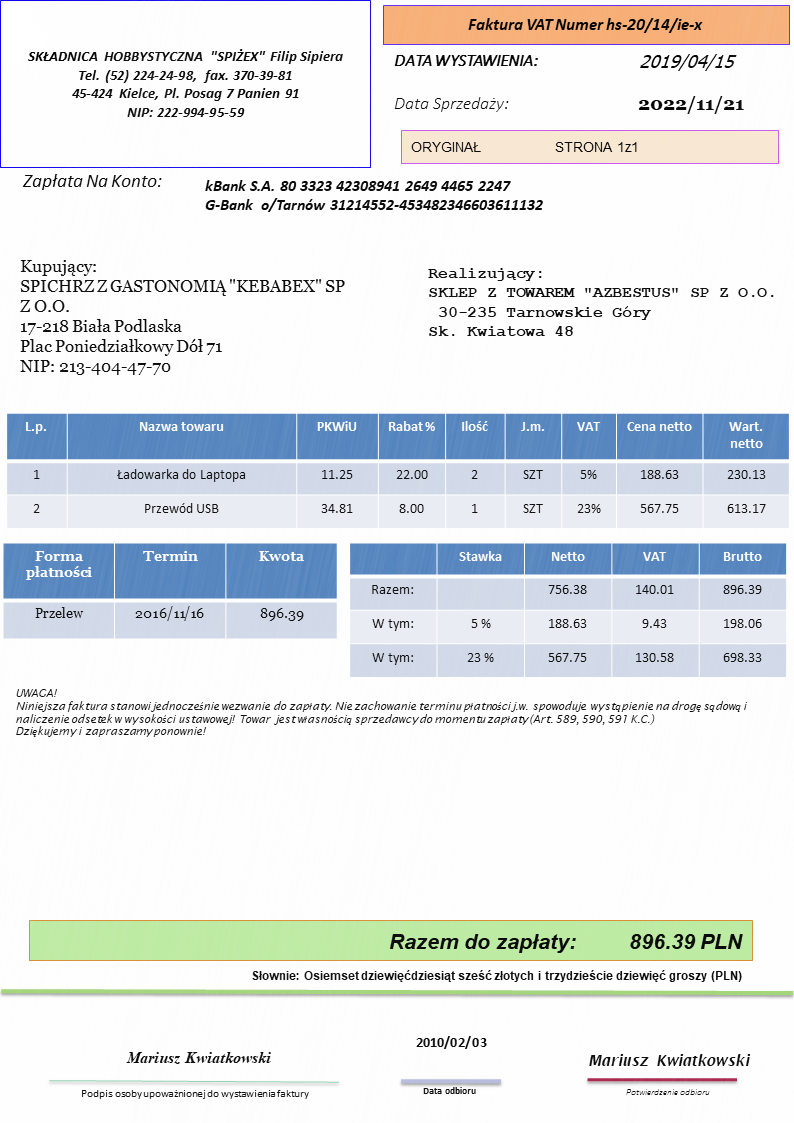 SKŁADNICA HOBBYSTYCZNA "SPIŻEX" Filip Sipiera
Tel. (52) 224-24-98, fax. 370-39-81
45-424 Kielce, Pl. Posag 7 Panien 91
NIP: 222-994-95-59
Faktura VAT Numer hs-20/14/ie-x
DATA WYSTAWIENIA: 2019/04/15
Data Sprzedaży: 2022/11/21
ORYGINAŁ STRONA 1z1
Zapłata Na Konto:
kBank S.A. 80 3323 42308941 2649 4465 2247
G-Bank o/Tarnów 31214552-453482346603611132
Kupujący:
SPICHRZ Z GASTONOMIĄ "KEBABEX" SP
Z O.O.
17-218 Biała Podlaska
Plac Poniedziałkowy Dół 71
NIP: 213-404-47-70
Realizujący:
SKLEP Z TOWAREM "AZBESTUS" SP Z O.O.
30-235 Tarnowskie Góry
Sk. Kwiatowa 48
L.p. Nazwa towaru PKWiU Rabat % Ilość J.m. VAT Cena netto Wart.
netto
1 Ładowarka do Laptopa 11.25 22.00 2 SZT 5% 188.63 230.13
2 Przewód USB 34.81 8.00 1 SZT 23% 567.75 613.17
Forma Termin Kwota
płatności
Przelew 2016/11/16 896.39
Stawka Netto VAT Brutto
Razem: 756.38 140.01 896.39
W tym: 5 % 188.63 9.43 198.06
W tym: 23 % 567.75 130.58 698.33
UWAGA!
Niniejsza faktura stanowi jednocześnie wezwanie do zapłaty. Nie zachowanie terminu płatności j.w. spowoduje wystąpienie na drogę sądową i
naliczenie odsetek w wysokości ustawowej! Towar jest własnością sprzedawcy do momentu zapłaty (Art. 589, 590, 591 K.C.)
Dziękujemy i zapraszamy ponownie!
Razem do zapłaty: 896.39 PLN
Słownie: Osiemset dziewięćdziesiąt sześć złotych i trzydzieście dziewięć groszy (PLN)
Mariusz Kwiatkowski
Podpis osoby upoważnionej do wystawienia faktury
2010/02/03
Data odbioru
Mariusz Kwiatkowski
Potwierdzenie odbioru